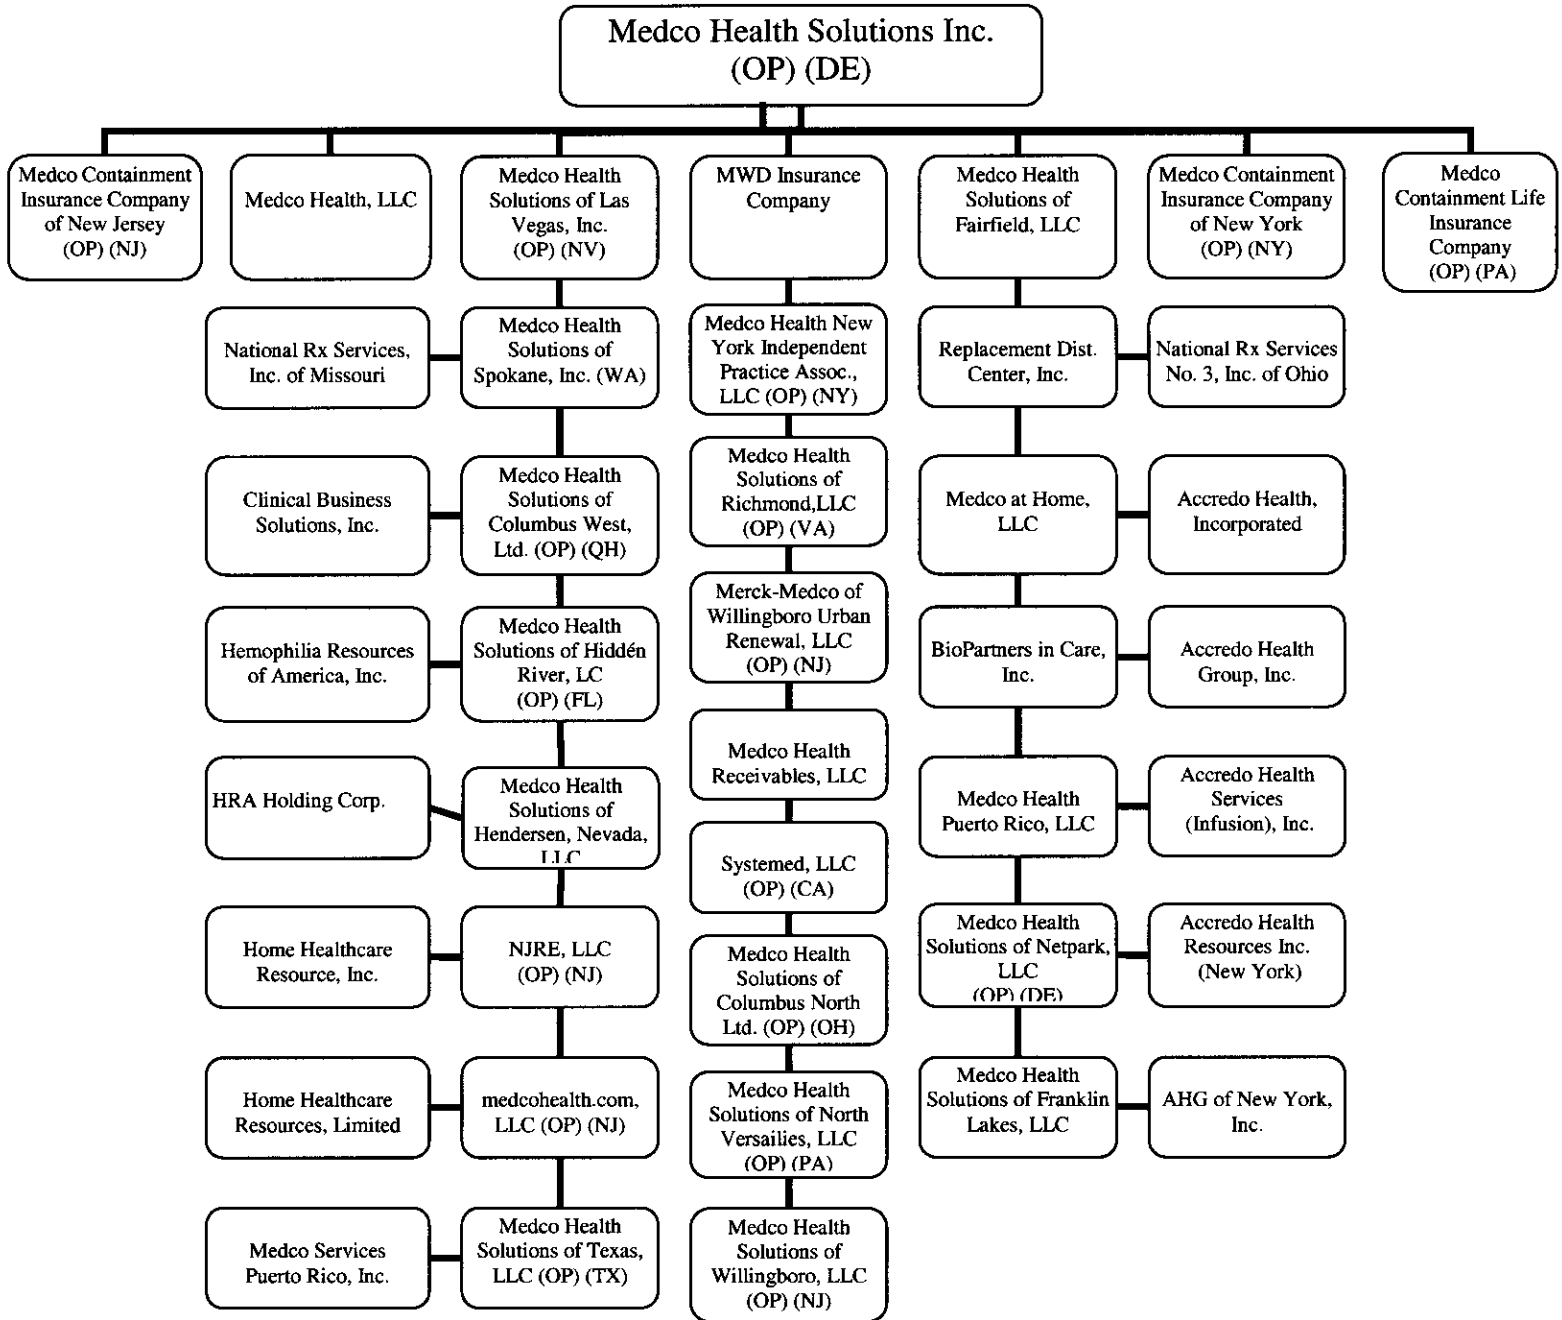 Medco Health Solutions Inc.
(OP) (DE)
Medco Containment
Insurance Company
of New Jersey
(OP) (NJ)
Medco Health, LLC
Medco Health
Solutions of Las
Vegas, Inc.
(OP) (NV)
MWD Insurance
Company
Medco Health
Solutions of
Fairfield, LLC
Medco Containment
Insurance Company
of New York
(OP) (NY)
Medco
Containment Life
Insurance
Company
(OP) (PA)
National Rx Services,
Inc. of Missouri
Medco Health
Solutions of
Spokane, Inc. (WA)
Medco Health New
York Independent
Practice Assoc.,
LLC (OP) (NY)
Replacement Dist.
Center, Inc.
National Rx Services
No. 3, Inc. of Ohio
Clinical Business
Solutions, Inc.
Medco Health
Solutions of
Columbus West,
Ltd. (OP) (QH)
Medco Health
Solutions of
Richmond,LLC
(OP) (VA)
Medco at Home,
LLC
Accredo Health,
Incorporated
Hemophilia Resources
of America, Inc.
Medco Health
Solutions of Hiddén
River, LC
(OP) (FL)
Merck-Medco of
Willingboro Urban
Renewal, LLC
(OP) (NJ)
BioPartners in Care,
Inc.
Accredo Health
Group, Inc.
HRA Holding Corp.
Medco Health
Solutions of
Hendersen, Nevada,
LLC
Medco Health
Receivables, LLC
Medco Health
Puerto Rico, LLC
Accredo Health
Services
(Infusion), Inc.
Systemed, LLC
(OP) (CA)
Home Healthcare
Resource, Inc.
NJRE, LLC
(OP) (NJ)
Medco Health
Solutions of
Columbus North
Ltd. (OP) (OH)
Medco Health
Solutions of Netpark,
LLC
(OP) (DE)
Accredo Health
Resources Inc.
(New York)
Home Healthcare
Resources, Limited
medcohealth.com,
LLC (OP) (NJ)
Medco Health
Solutions of North
Versailies, LLC
(OP) (PA)
Medco Health
Solutions of Franklin
Lakes, LLC
AHG of New York,
Inc.
Medco Services
Puerto Rico, Inc.
Medco Health
Solutions of Texas,
LLC (OP) (TX)
Medco Health
Solutions of
Willingboro, LLC
(OP) (NJ)